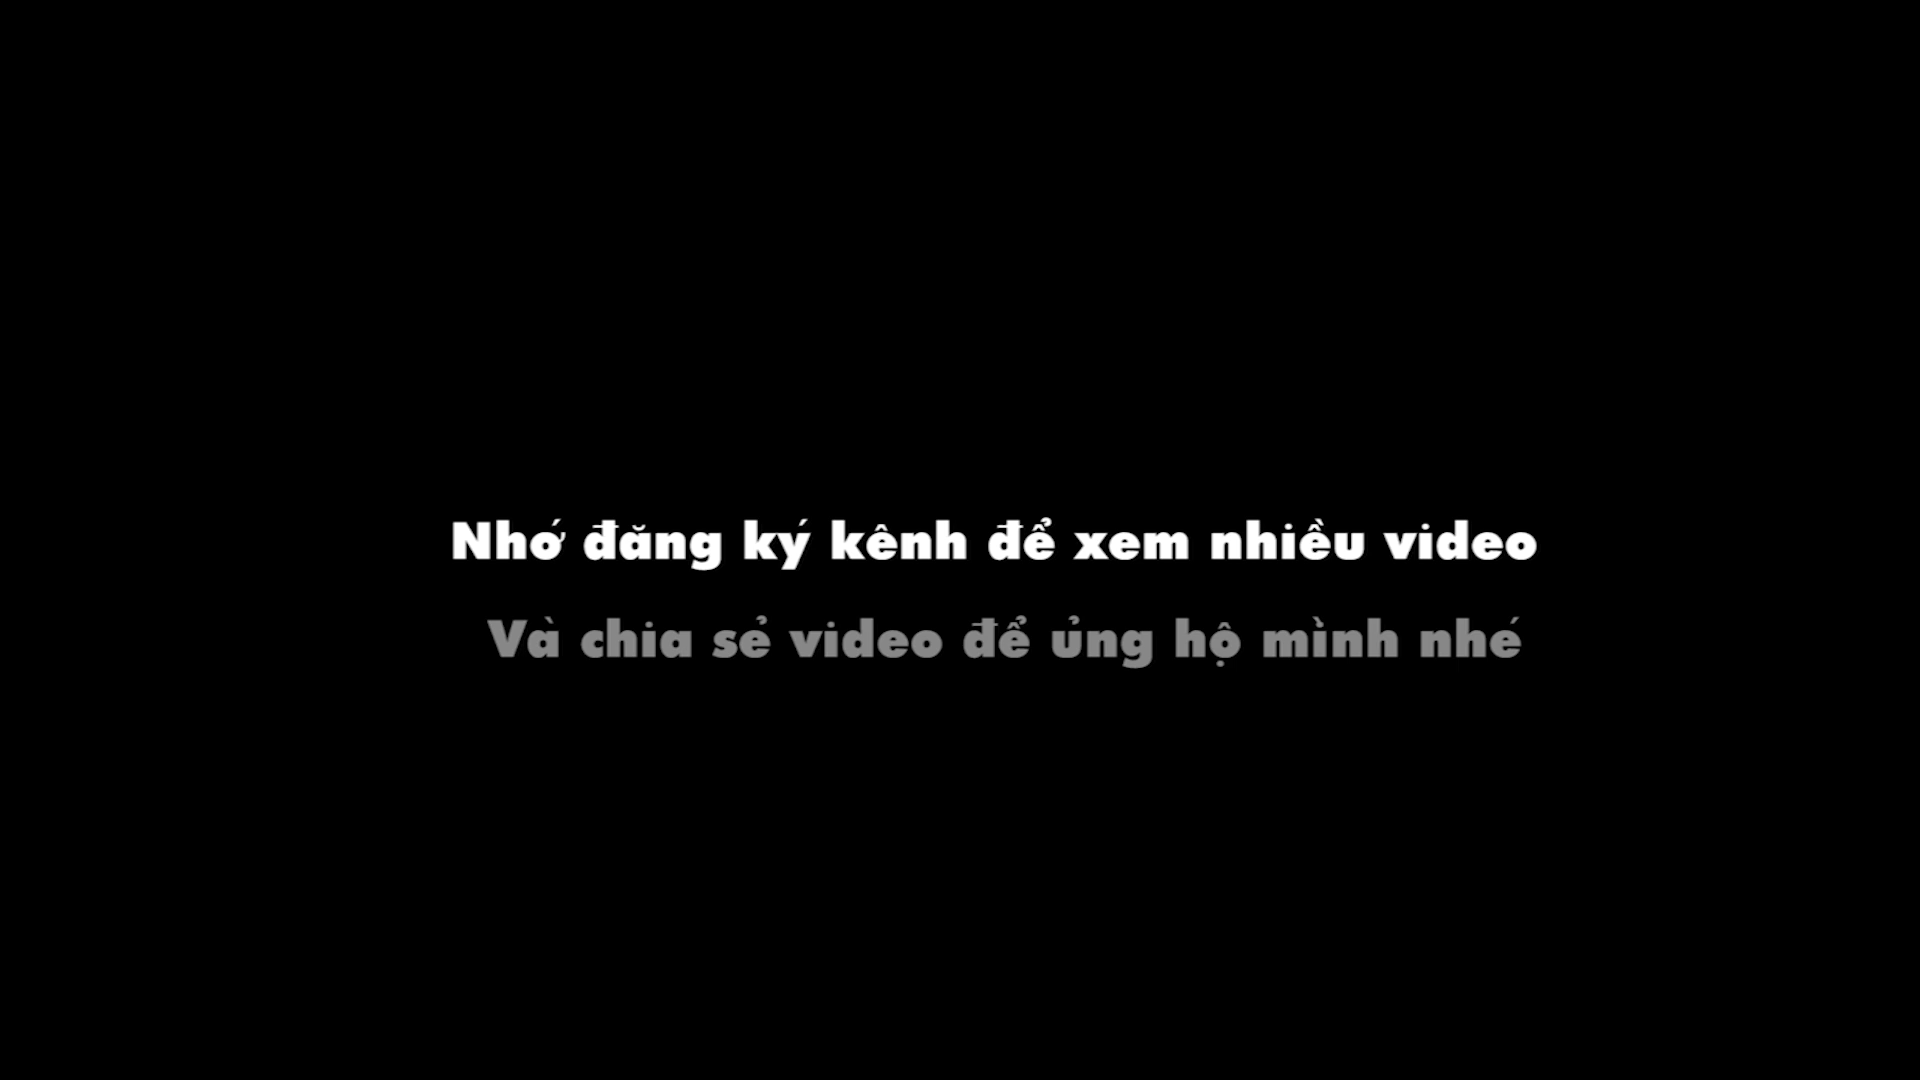 Nhớ đăng ký kênh để xem nhiều video
Và chia sẻ video để ủng hộ mình nhé